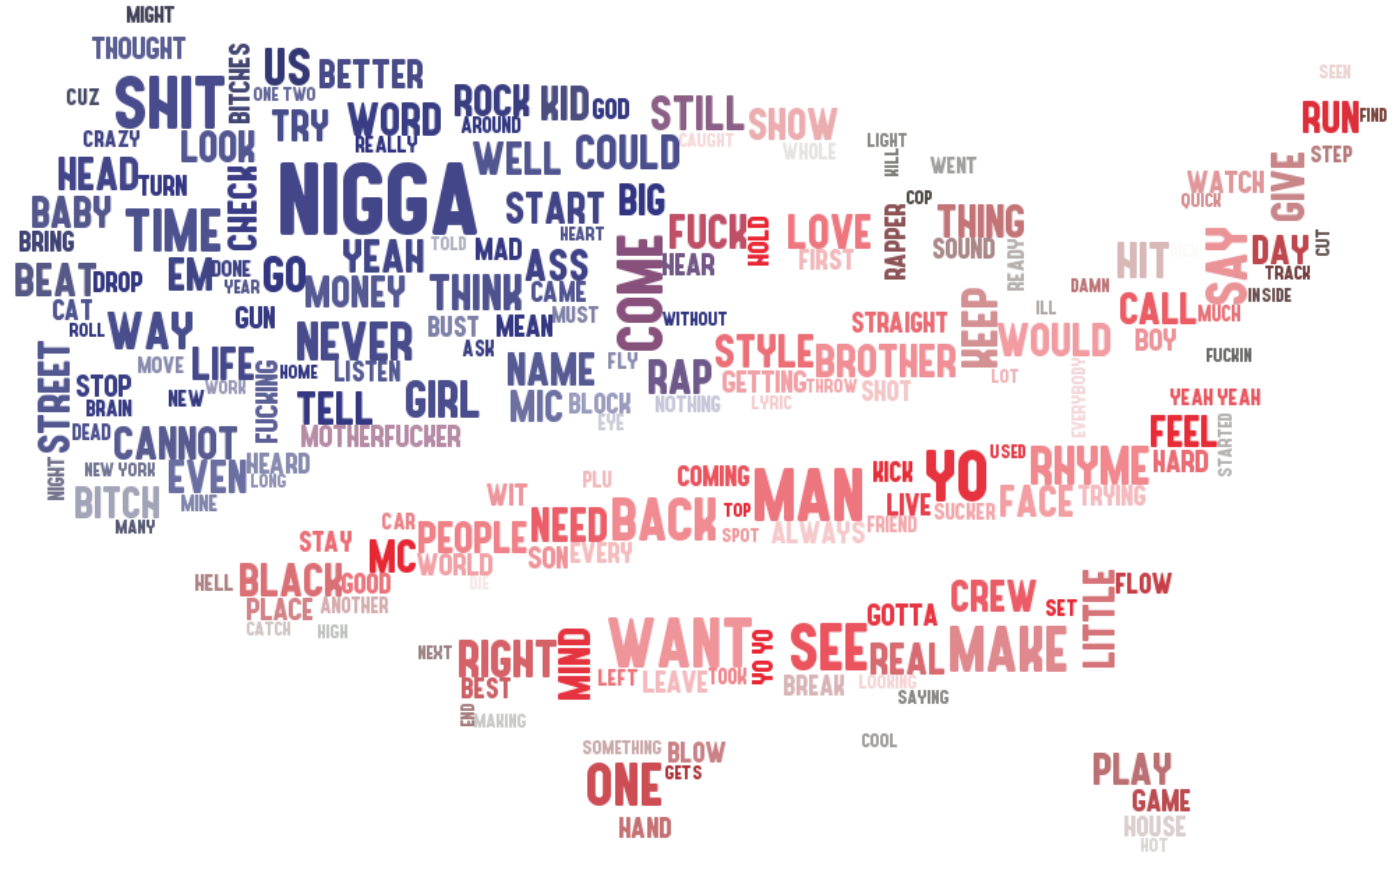 MIGHT
THOUGHT
BITCHES
US
BETTER
CUZ
SHIT
ONE TWO
ROCK
KID
GOD
STILL
SHOW
SEEN
RUN
FIND
CRAZY
LOOK
TRY
WORD
REALLY
AROUND
CAUGHT
WHOLE
LIGHT
KILL
WENT
STEP
HEAD
TURN
CHECK
NIGGA
WELL
COULD
COP
WATCH
QUICK
GIVE
BABY
BRING
TIME
START
BIG
HEART
FUCK
HOLD
LOVE
FIRST
RAPPER
THING
SOUND
READY
HIT
SAY
DAY
CUT
TRACK
INSIDE
BEAT
DROP
EM
DONE
YEAR
GO
YEAH
TOLD
MAD
ASS
COME
HEAR
DAMN
CAT
ROLL
WAY
GUN
MONEY
THINK
CAME
MUST
WITHOUT
STRAIGHT
KEEP
ILL
CALL
MUCH
BOY
NEVER
BUST
MEAN
ASK
STYLE
BROTHER
WOULD
FUCKIN
STREET
MOVE
LIFE
WORK
FUCKING
HOME
LISTEN
NAME
FLY
RAP
GETTING
THROW
SHOT
LOT
EVERYBODY
STOP
BRAIN
NEW
TELL
GIRL
MIC
BLOCK
EYE
NOTHING
LYRIC
YEAH YEAH
DEAD
CANNOT
MOTHERFUCKER
FEEL
STARTED
NIGHT
NEW YORK
EVEN
HEARD
LONG
COMING
KICK
YO
USED
RHYME
HARD
BITCH
MINE
MANY
WIT
PLU
MAN
LIVE
SUCKER
FACE
TRYING
CAR
NEED
BACK
TOP
SPOT
ALWAYS
FRIEND
STAY
MC
PEOPLE
WORLD
SON
EVERY
HELL
BLACK
GOOD
DIE
PLACE
ANOTHER
CATCH
HIGH
CREW
SET
LITTLE
FLOW
GOTTA
NEXT
RIGHT
MIND
WANT
YO YO
SEE
REAL
MAKE
BEST
LEFT
LEAVE
TOOK
BREAK
LOOKING
SAYING
END
MAKING
COOL
SOMETHING
BLOW
ONE
GETS
HAND
PLAY
GAME
HOUSE
HOT